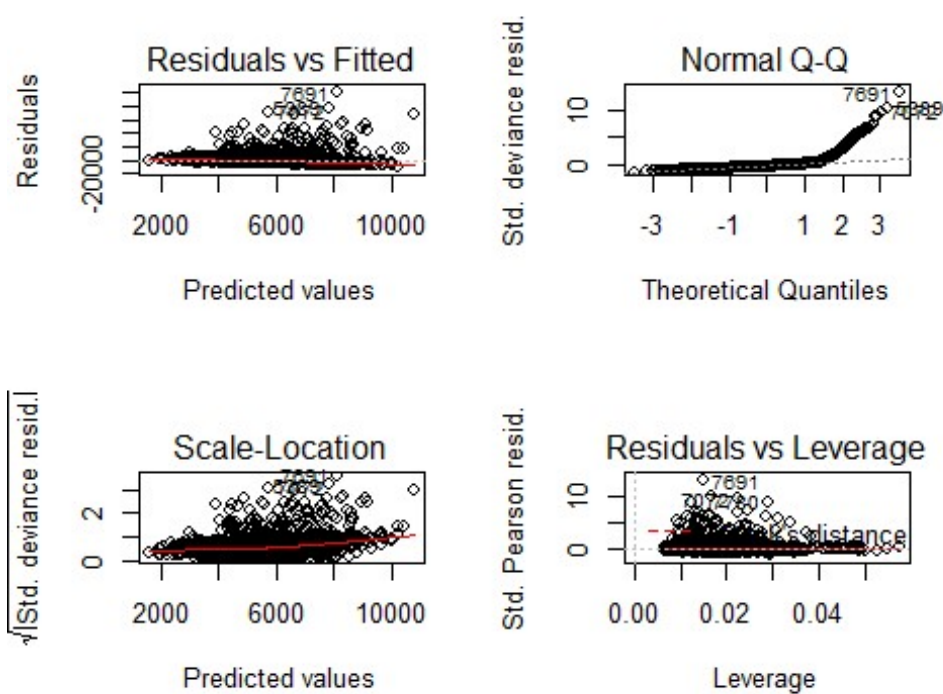 Residuals vs Fitted
Residuals
-20000
7691
2000 6000 10000
Predicted values
Normal Q-Q
Std. deviance resid.
0 10
7691
-3 -1 1 2 3
Theoretical Quantiles
Scale-Location
√|Std. deviance resid.|
0 2
7691
2000 6000 10000
Predicted values
Residuals vs Leverage
Std. Pearson resid.
0 10
7691
0.00 0.02 0.04
Leverage